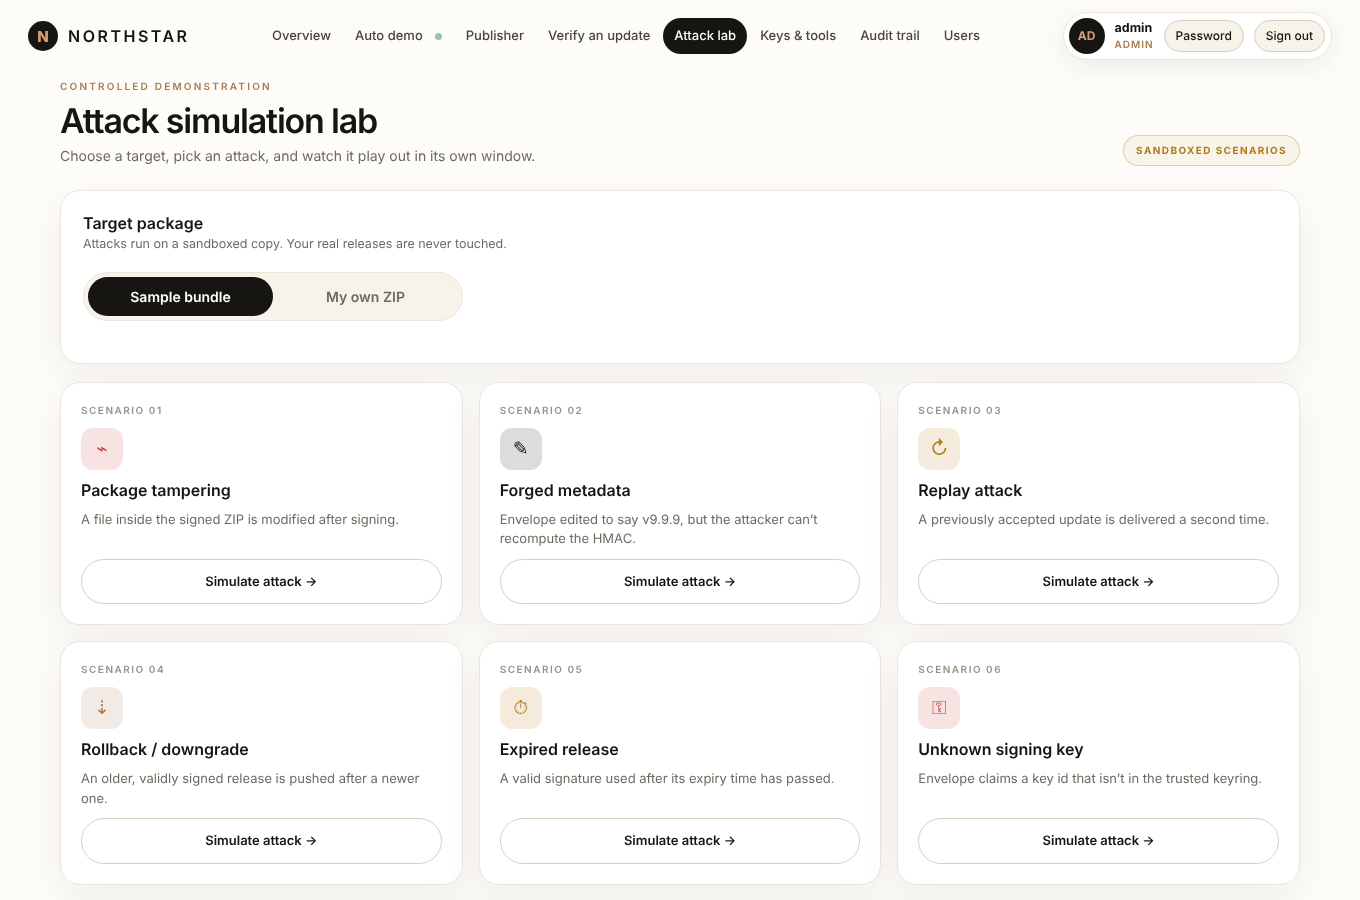 N NORTHSTAR
Overview
Auto demo
Publisher
Verify an update
Attack lab
Keys & tools
Audit trail
Users
AD
admin
ADMIN
Password
Sign out
CONTROLLED DEMONSTRATION
Attack simulation lab
Choose a target, pick an attack, and watch it play out in its own window.
SANDBOXED SCENARIOS
Target package
Attacks run on a sandboxed copy. Your real releases are never touched.
Sample bundle
My own ZIP
SCENARIO 01
Package tampering
A file inside the signed ZIP is modified after signing.
Simulate attack →
SCENARIO 02
Forged metadata
Envelope edited to say v9.9.9, but the attacker can't
recompute the HMAC.
Simulate attack →
SCENARIO 03
Replay attack
A previously accepted update is delivered a second time.
Simulate attack →
SCENARIO 04
Rollback / downgrade
An older, validly signed release is pushed after a newer
one.
Simulate attack →
SCENARIO 05
Expired release
A valid signature used after its expiry time has passed.
Simulate attack →
SCENARIO 06
Unknown signing key
Envelope claims a key id that isn't in the trusted keyring.
Simulate attack →